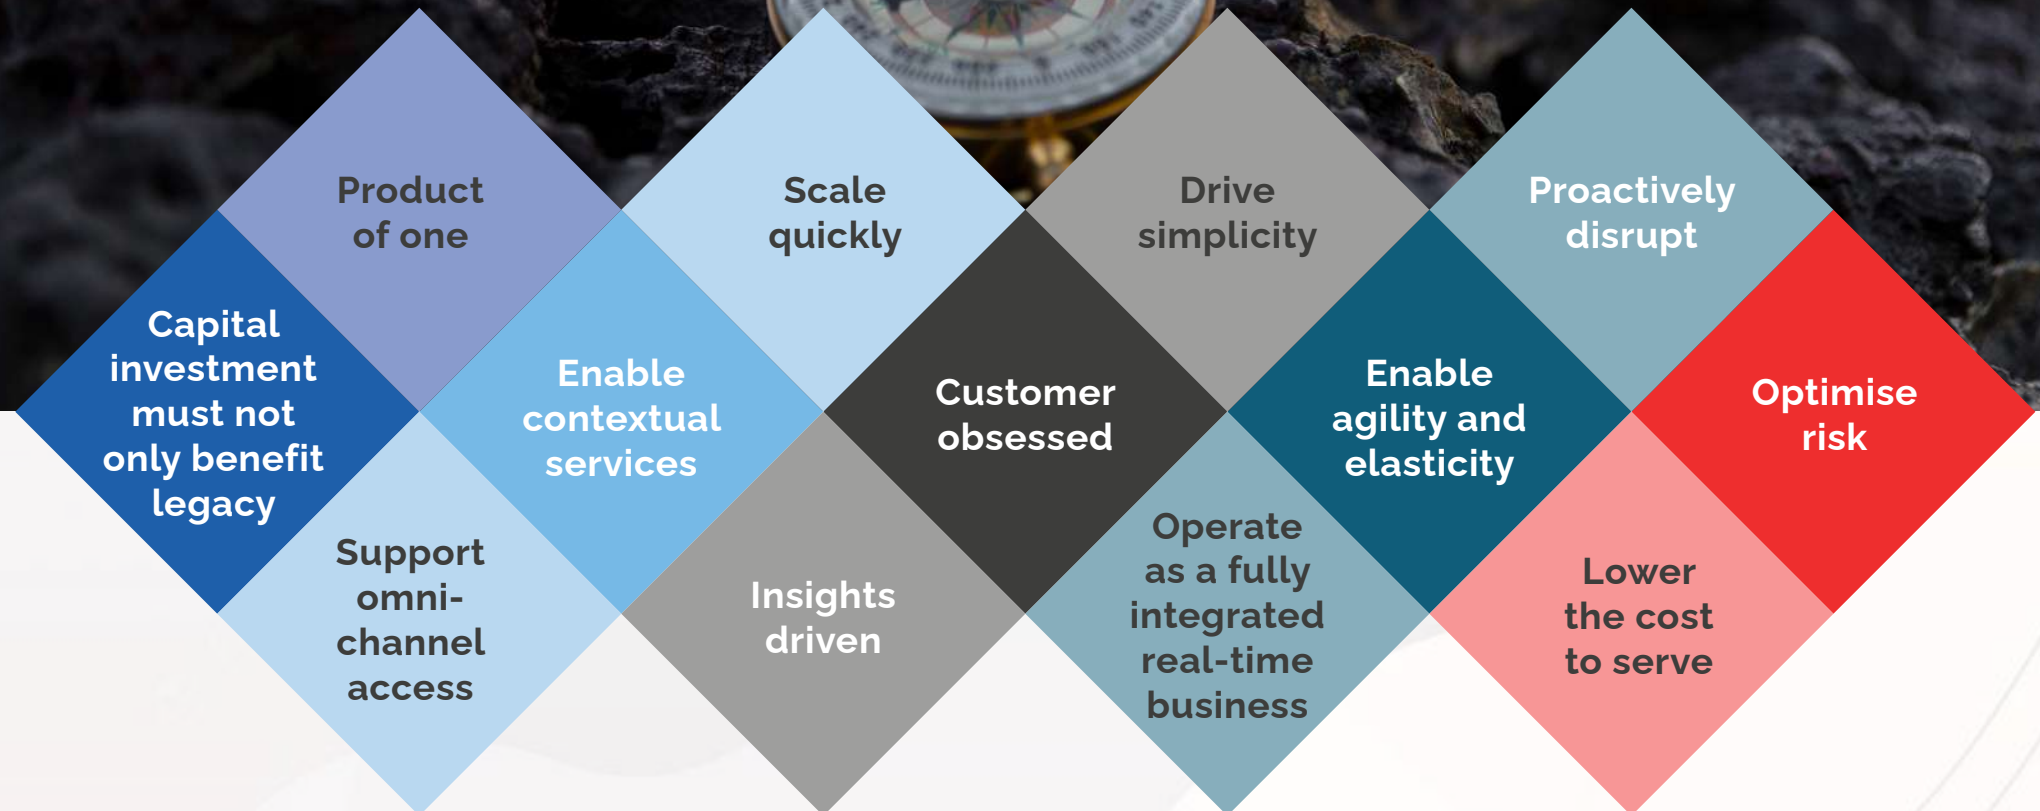 Product
of one
Scale
quickly
Drive
simplicity
Proactively
disrupt
Capital
investment
must not
only benefit
legacy
Enable
contextual
services
Customer
obsessed
Enable
agility and
elasticity
Optimise
risk
Support
omni-
channel
access
Insights
driven
Operate
as a fully
integrated
real-time
business
Lower
the cost
to serve